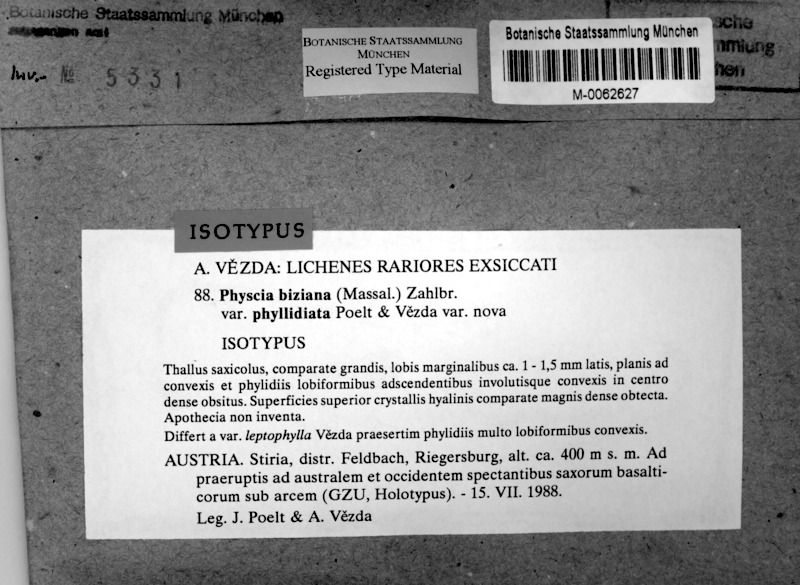 Botanische Staatssammlung München
Inv.- № 5331
BOTANISCHE STAATSSAMMLUNG
MÜNCHEN
Registered Type Material
Botanische Staatssammlung München
M-0062627
ISOTYPUS
A. VĚZDA: LICHENES RARIORES EXSICCATI
88. Physcia biziana (Massal.) Zahlbr.
var. phyllidiata Poelt & Vězda var. nova
ISOTYPUS
Thallus saxicolus, comparate grandis, lobis marginalibus ca. 1 - 1,5 mm latis, planis ad
convexis et phylidiis lobiformibus adscendentibus involutisque convexis in centro
dense obsitus. Superficies superior crystallis hyalinis comparate magnis dense obtecta.
Apothecia non inventa.
Differt a var. leptophylla Vězda praesertim phylidiis multo lobiformibus convexis.
AUSTRIA. Stiria, distr. Feldbach, Riegersburg, alt. ca. 400 m s. m. Ad
praeruptis ad australem et occidentem spectantibus saxorum basalti-
corum sub arcem (GZU, Holotypus). - 15. VII. 1988.
Leg. J. Poelt & A. Vězda